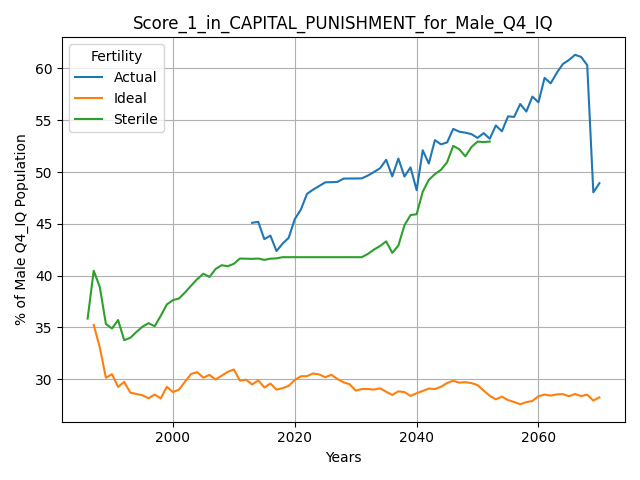 Score_1_in_CAPITAL_PUNISHMENT_for_Male_Q4_IQ
Fertility
Actual
Ideal
Sterile
% of Male Q4_IQ Population
60
55
50
45
40
35
30
2000
2020
2040
2060
Years